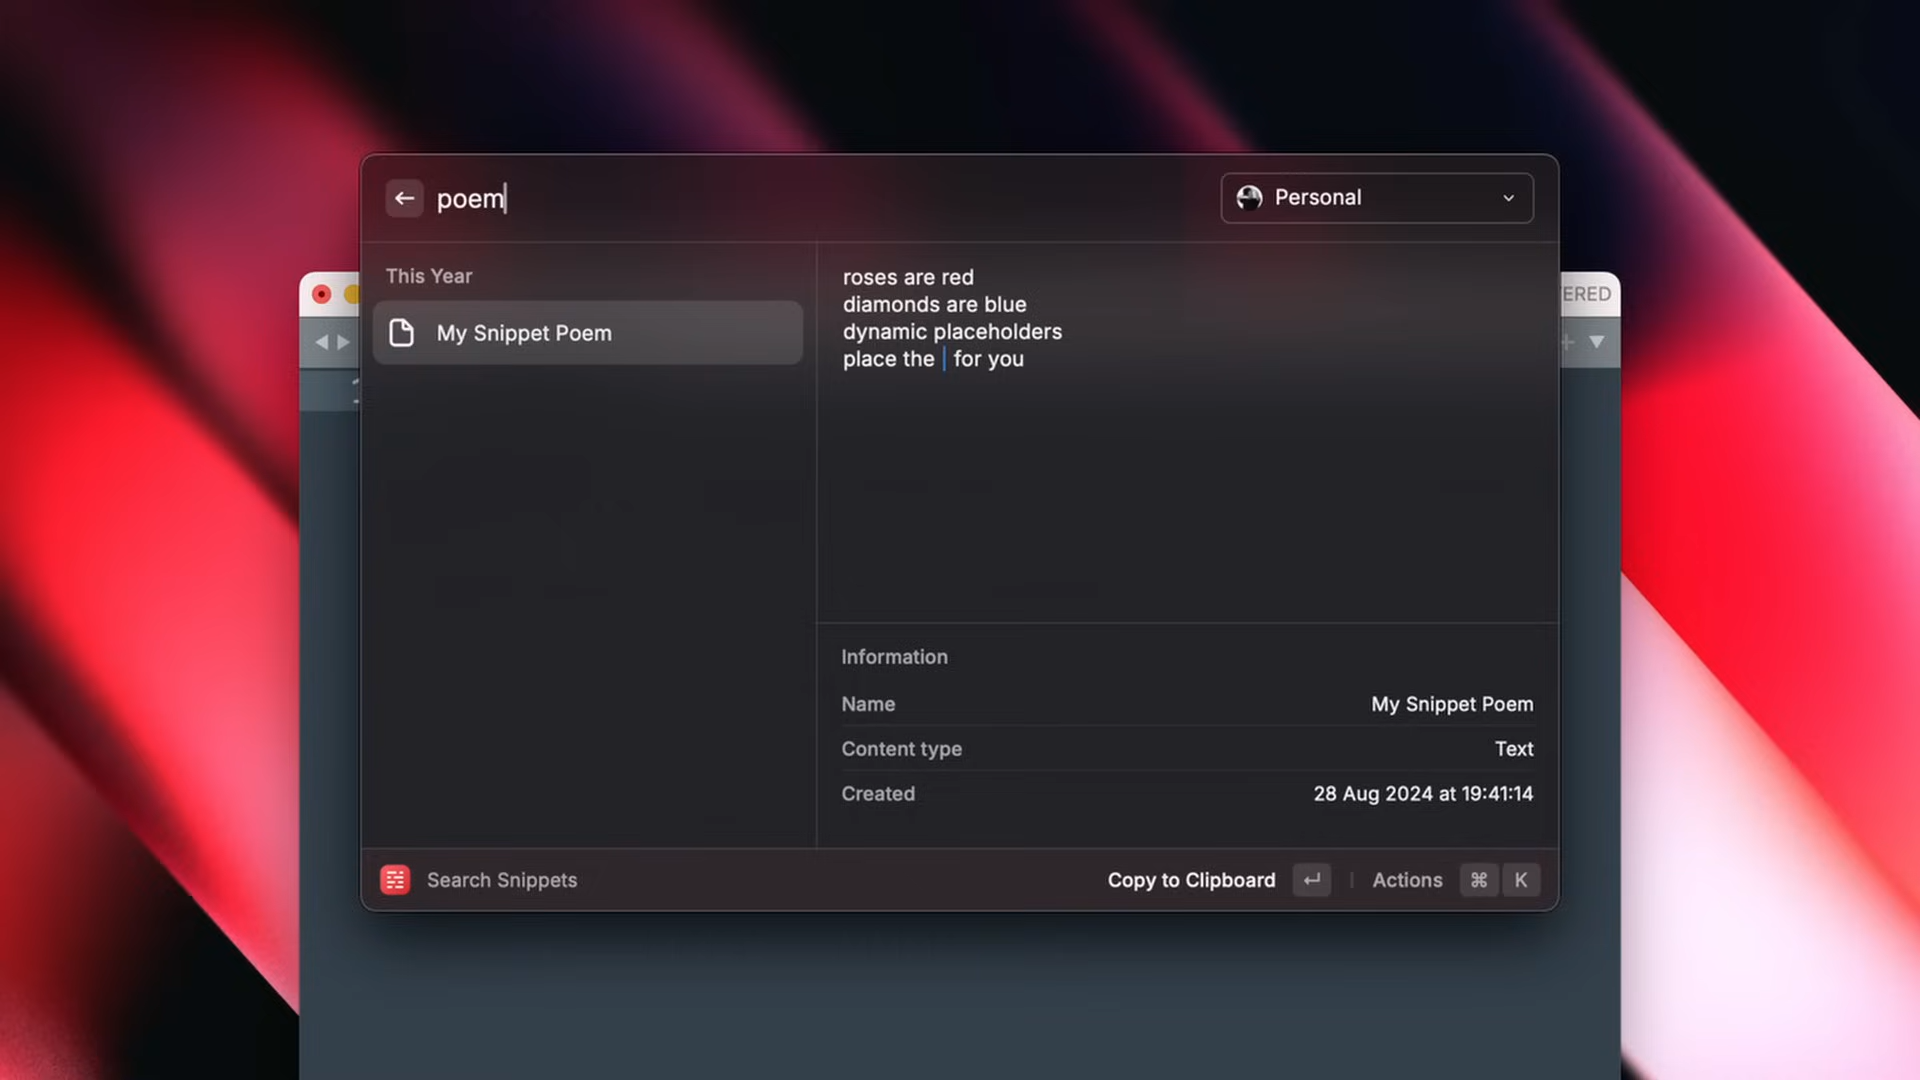 poem
Personal
This Year
My Snippet Poem
roses are red
diamonds are blue
dynamic placeholders
place the | for you
ERED
Information
Name
My Snippet Poem
Content type
Text
Created
28 Aug 2024 at 19:41:14
Search Snippets
Copy to Clipboard ↵
Actions ⌘ K